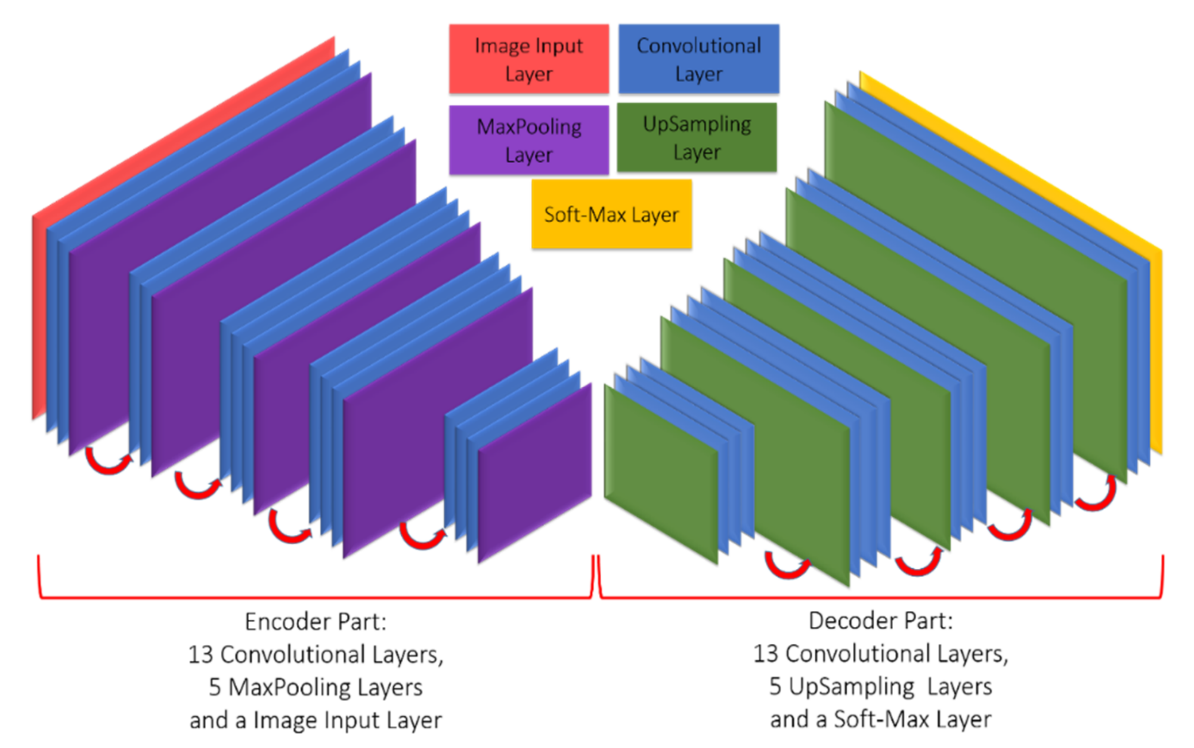 Image Input
Layer
Convolutional
Layer
MaxPooling
Layer
UpSampling
Layer
Soft-Max Layer
Encoder Part:
13 Convolutional Layers,
5 MaxPooling Layers
and a Image Input Layer
Decoder Part:
13 Convolutional Layers,
5 UpSampling  Layers
and a Soft-Max Layer